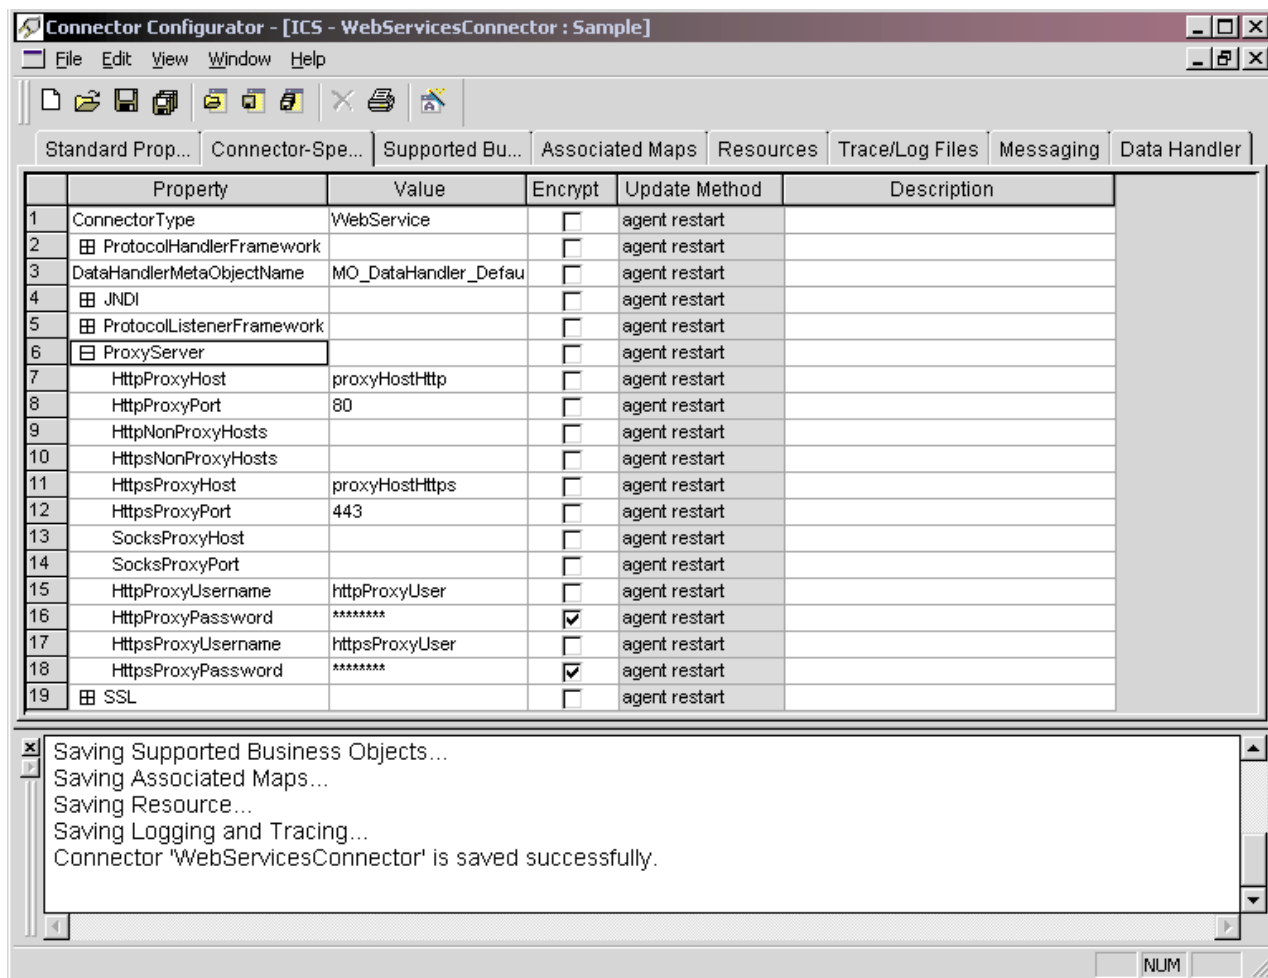 Connector Configurator - [ICS - WebServicesConnector : Sample]
File Edit View Window Help
Standard Prop... Connector-Spe... Supported Bu... Associated Maps Resources Trace/Log Files Messaging Data Handler
Property Value Encrypt Update Method Description
1 ConnectorType WebService agent restart
2 ProtocolHandlerFramework agent restart
3 DataHandlerMetaObjectName MO_DataHandler_Defau agent restart
4 JNDI agent restart
5 ProtocolListenerFramework agent restart
6 ProxyServer agent restart
7 HttpProxyHost proxyHostHttp agent restart
8 HttpProxyPort 80 agent restart
9 HttpNonProxyHosts agent restart
10 HttpsNonProxyHosts agent restart
11 HttpsProxyHost proxyHostHttps agent restart
12 HttpsProxyPort 443 agent restart
13 SocksProxyHost agent restart
14 SocksProxyPort agent restart
15 HttpProxyUsername httpProxyUser agent restart
16 HttpProxyPassword ******** agent restart
17 HttpsProxyUsername httpsProxyUser agent restart
18 HttpsProxyPassword ******** agent restart
19 SSL agent restart
Saving Supported Business Objects...
Saving Associated Maps...
Saving Resource...
Saving Logging and Tracing...
Connector 'WebServicesConnector' is saved successfully.
NUM